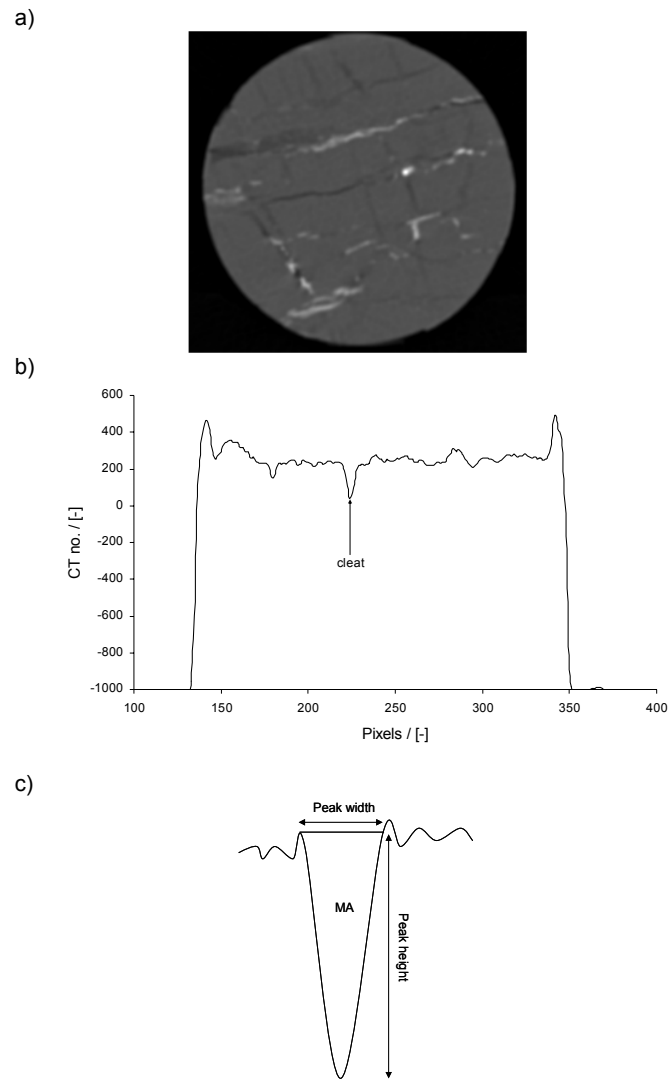 a)
b)
600
400
200
0
-200
-400
-600
-800
-1000
CT no. / [-]
cleat
100 150 200 250 300 350 400
Pixels / [-]
c)
Peak width
MA
Peak height